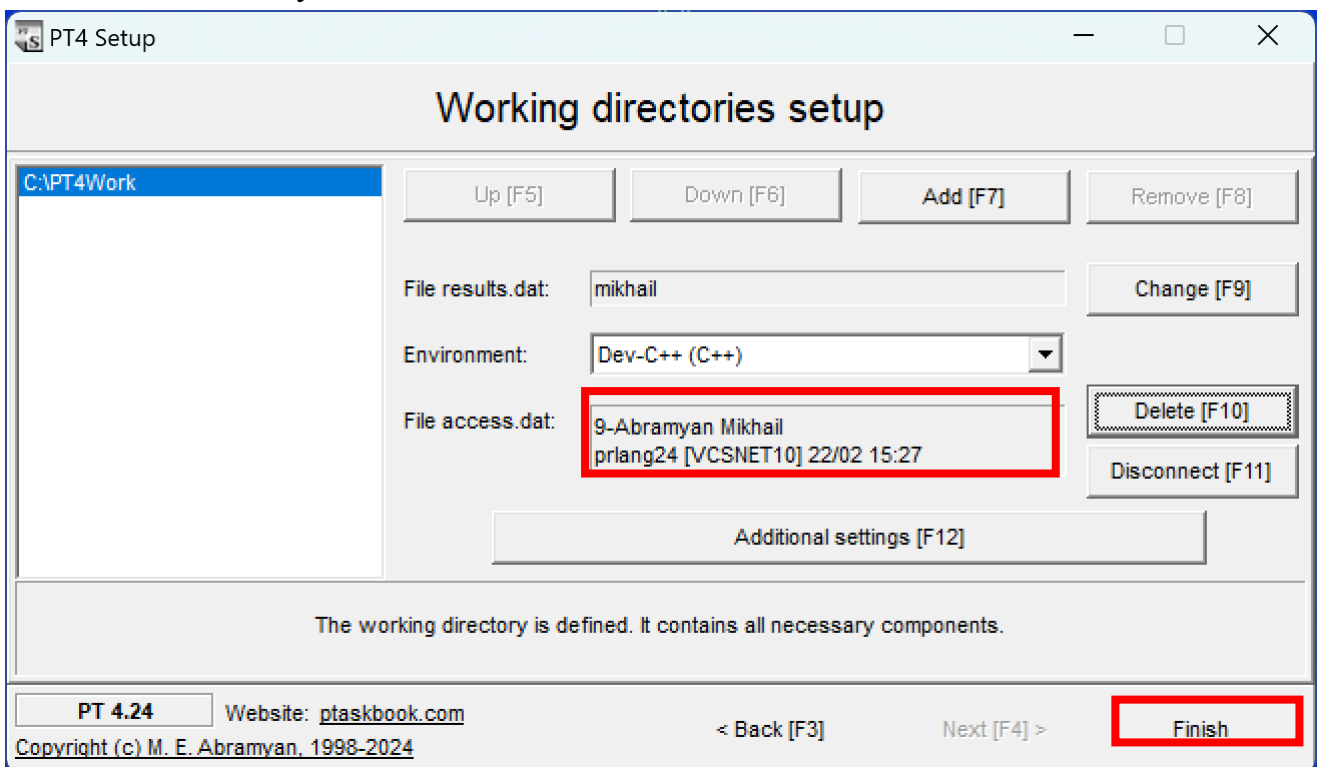 PT4 Setup
Working directories setup
C:\PT4Work
Up [F5]
Down [F6]
Add [F7]
Remove [F8]
File results.dat:
mikhail
Change [F9]
Environment:
Dev-C++ (C++)
File access.dat:
9-Abramyan Mikhail
prlang24 [VCSNET10] 22/02 15:27
Delete [F10]
Disconnect [F11]
Additional settings [F12]
The working directory is defined. It contains all necessary components.
PT 4.24
Website: ptaskbook.com
Copyright (c) M. E. Abramyan, 1998-2024
< Back [F3]
Next [F4] >
Finish